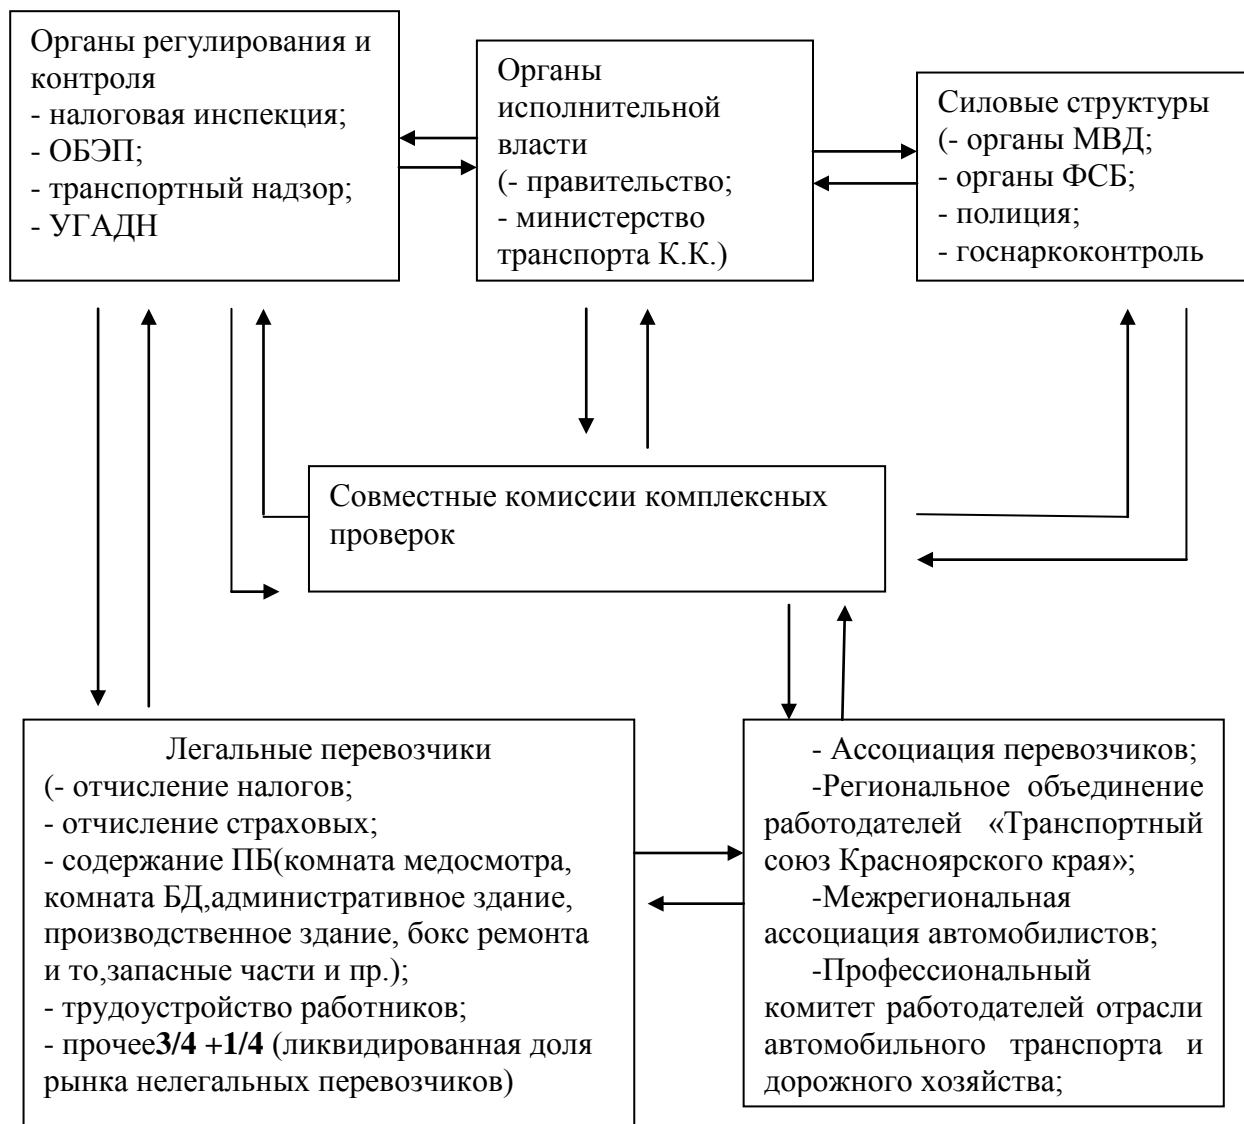 Органы регулирования и
контроля
- налоговая инспекция;
- ОБЭП;
- транспортный надзор;
- УГАДН
Органы
исполнительной
власти
(- правительство;
- министерство
транспорта К.К.)
Силовые структуры
(- органы МВД;
- органы ФСБ;
- полиция;
- госнаркоконтроль
Совместные комиссии комплексных
проверок
Легальные перевозчики
(- отчисление налогов;
- отчисление страховых;
- содержание ПБ(комната медосмотра,
комната БД,административное здание,
производственное здание, бокс ремонта
и то,запасные части и пр.);
- трудоустройство работников;
- прочее3/4 +1/4 (ликвидированная доля
рынка нелегальных перевозчиков)
- Ассоциация перевозчиков;
-Региональное объединение
работодателей «Транспортный
союз Красноярского края»;
-Межрегиональная
ассоциация автомобилистов;
-Профессиональный
комитет работодателей отрасли
автомобильного транспорта и
дорожного хозяйства;